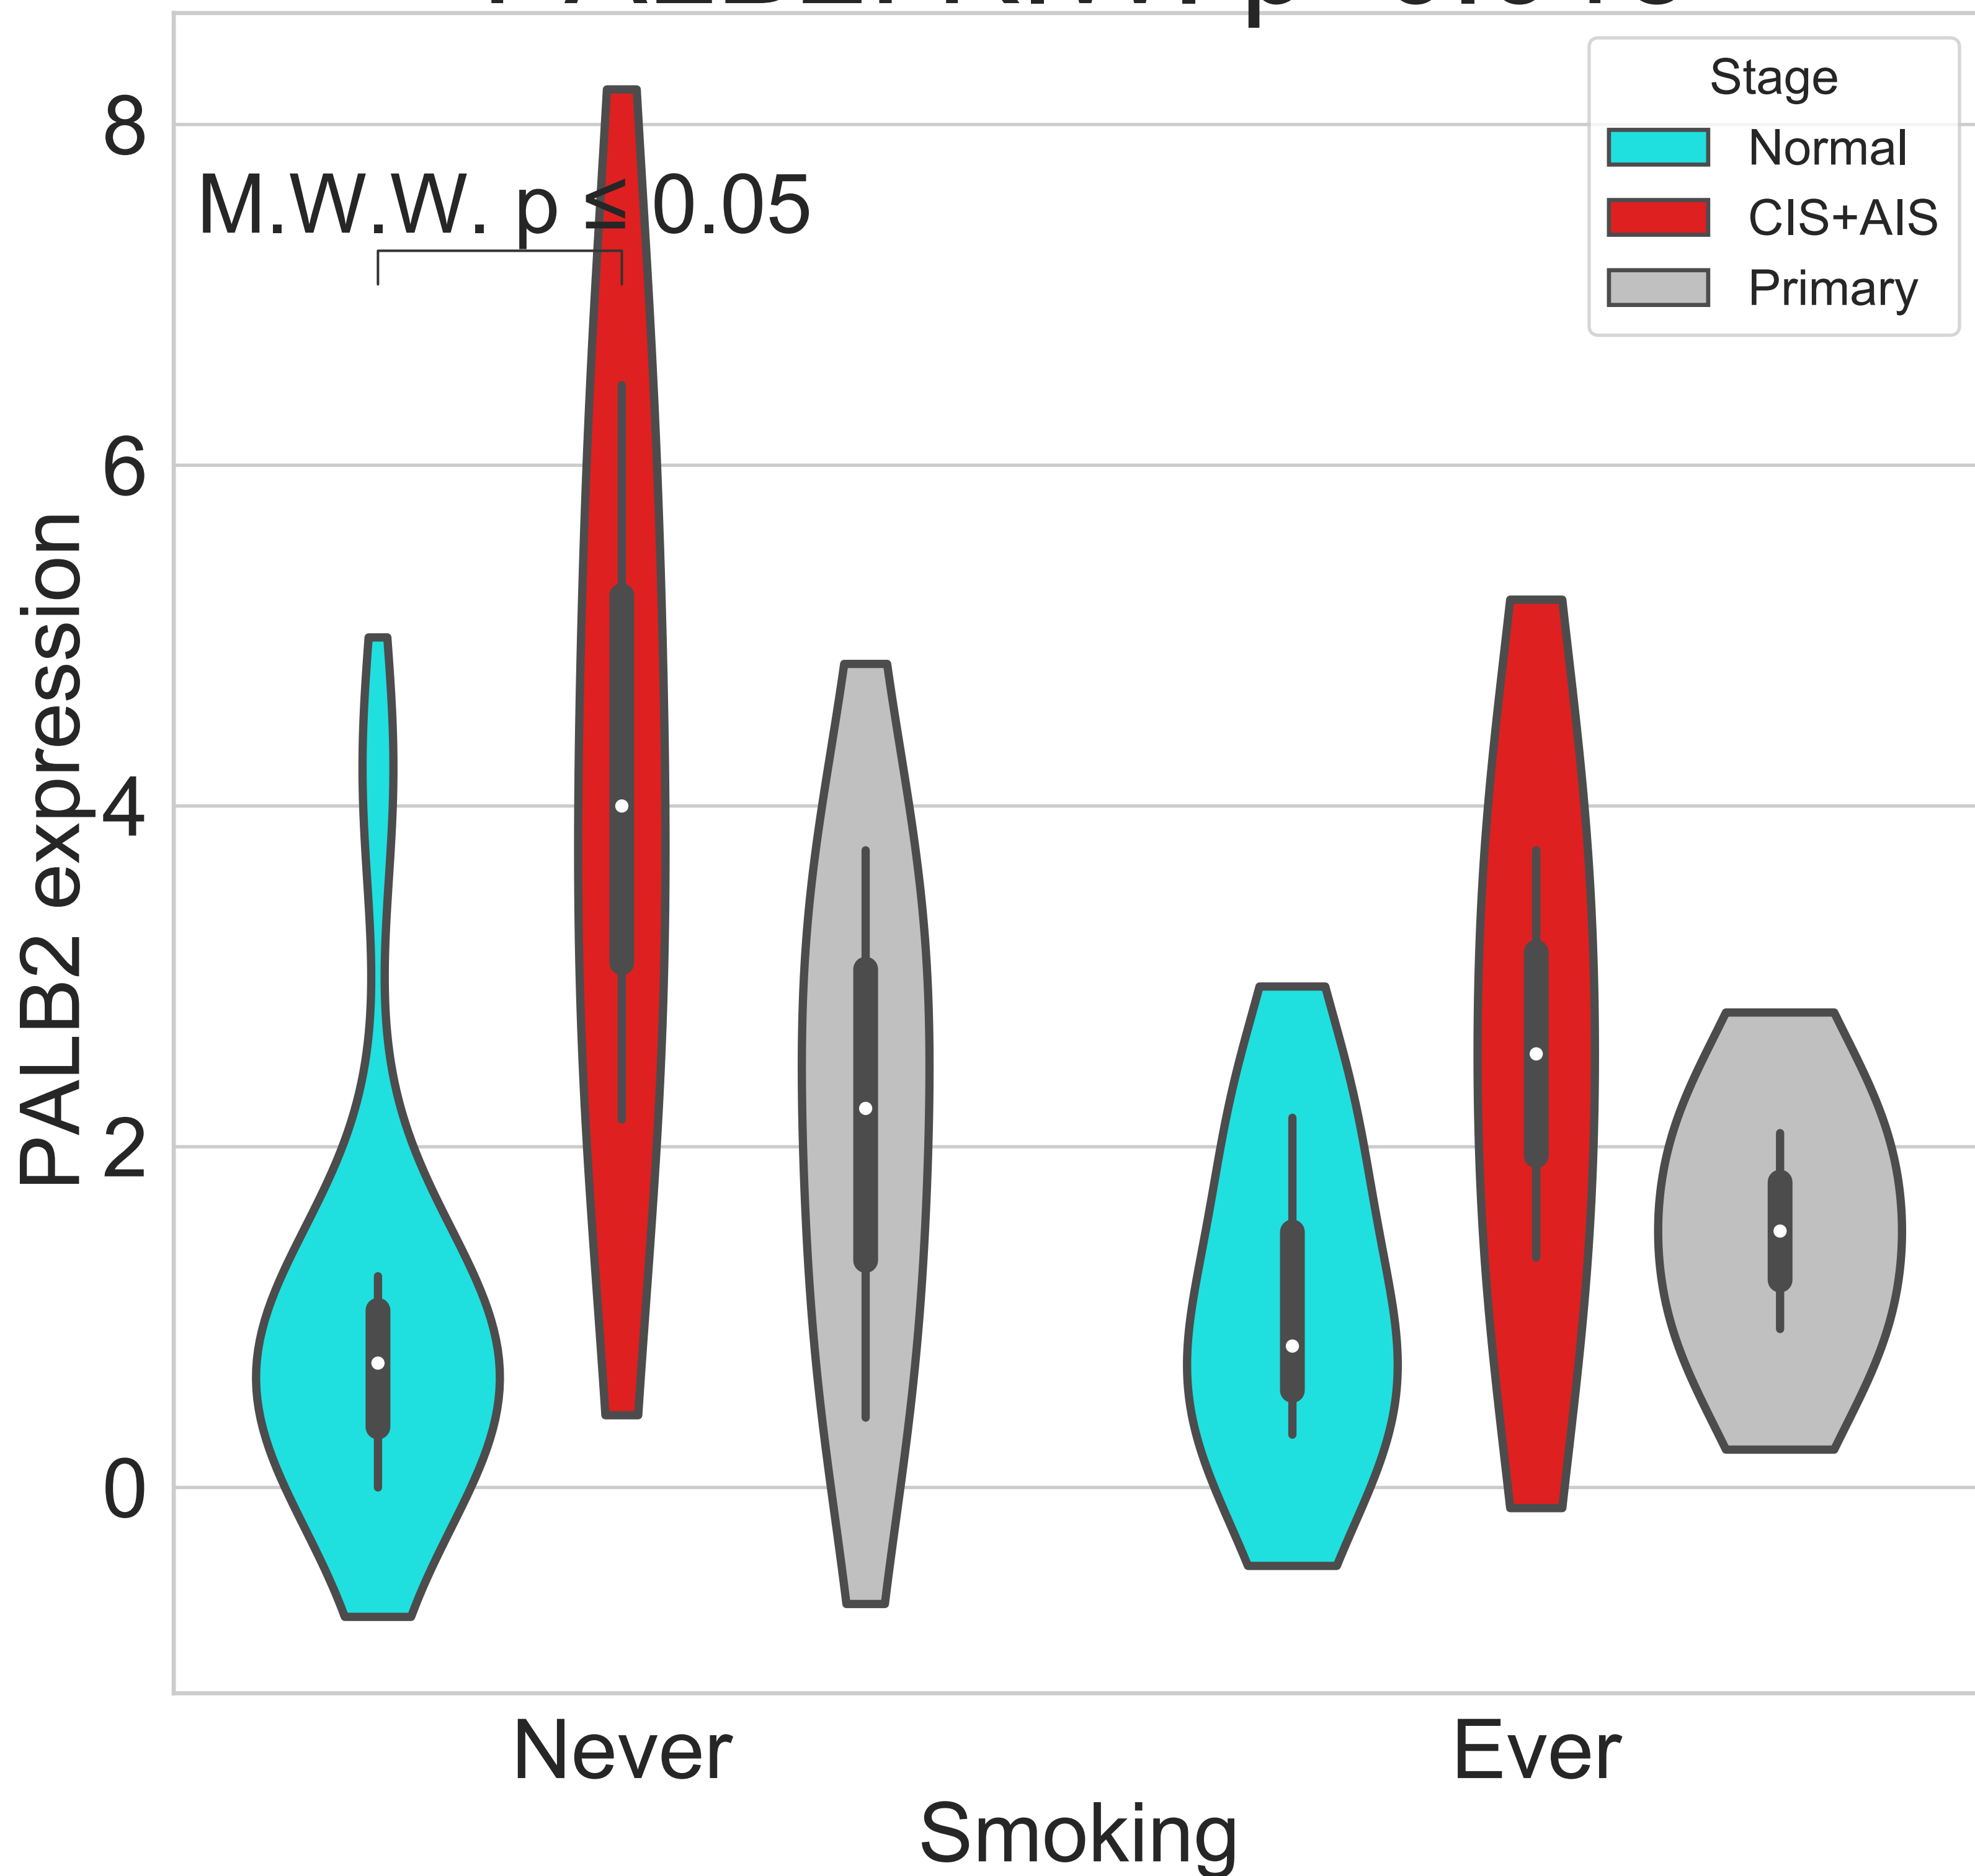 8
6
4
2
0
PALB2 expression
M.W.W. p ≤ 0.05
Stage
Normal
CIS+AIS
Primary
Never
Ever
Smoking